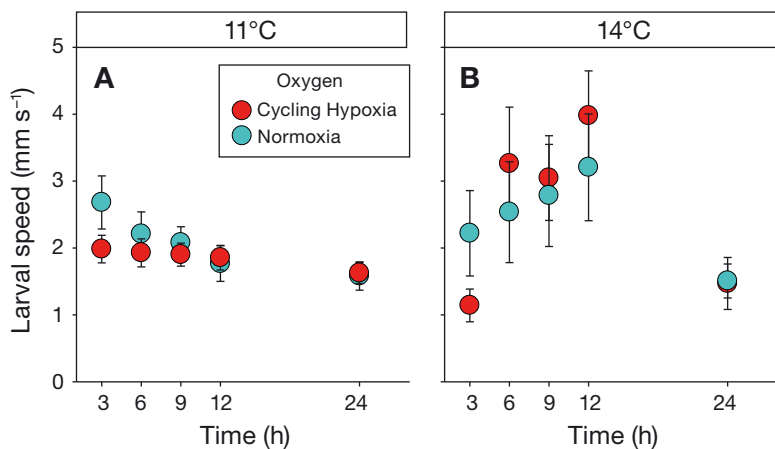 11°C
14°C
5
4
3
2
1
0
Larval speed (mm s⁻¹)
A
Oxygen
Cycling Hypoxia
Normoxia
B
3 6 9 12 24
3 6 9 12 24
Time (h)
Time (h)